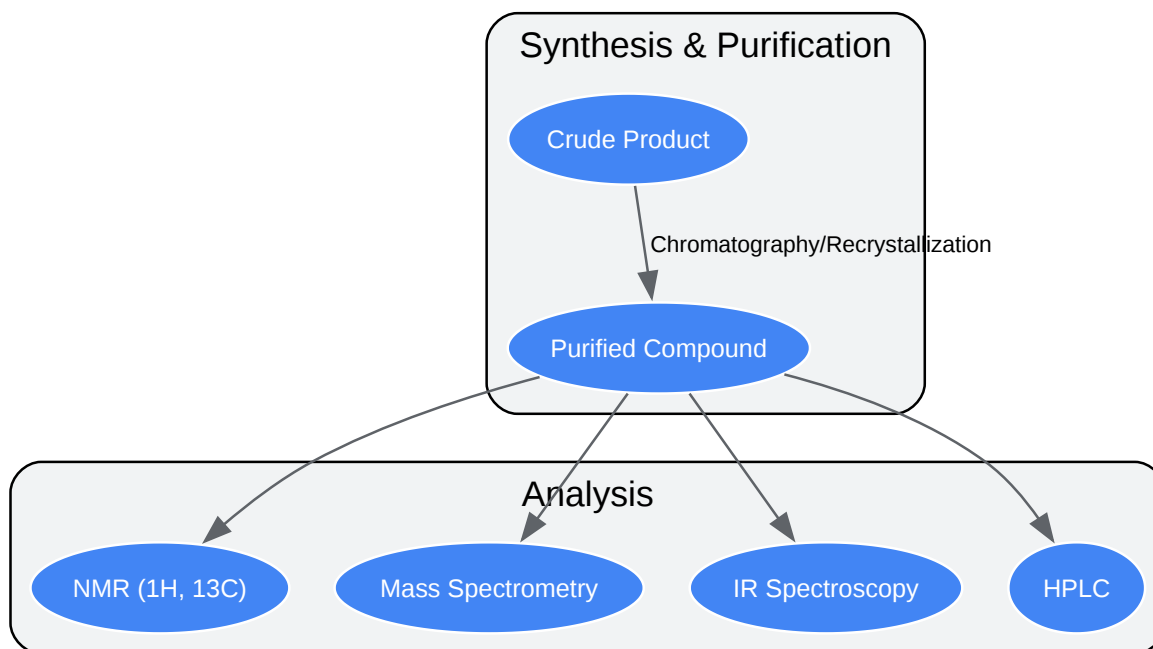 Synthesis & Purification
Crude Product
Chromatography/Recrystallization
Purified Compound
Analysis
NMR (1H, 13C)
Mass Spectrometry
IR Spectroscopy
HPLC